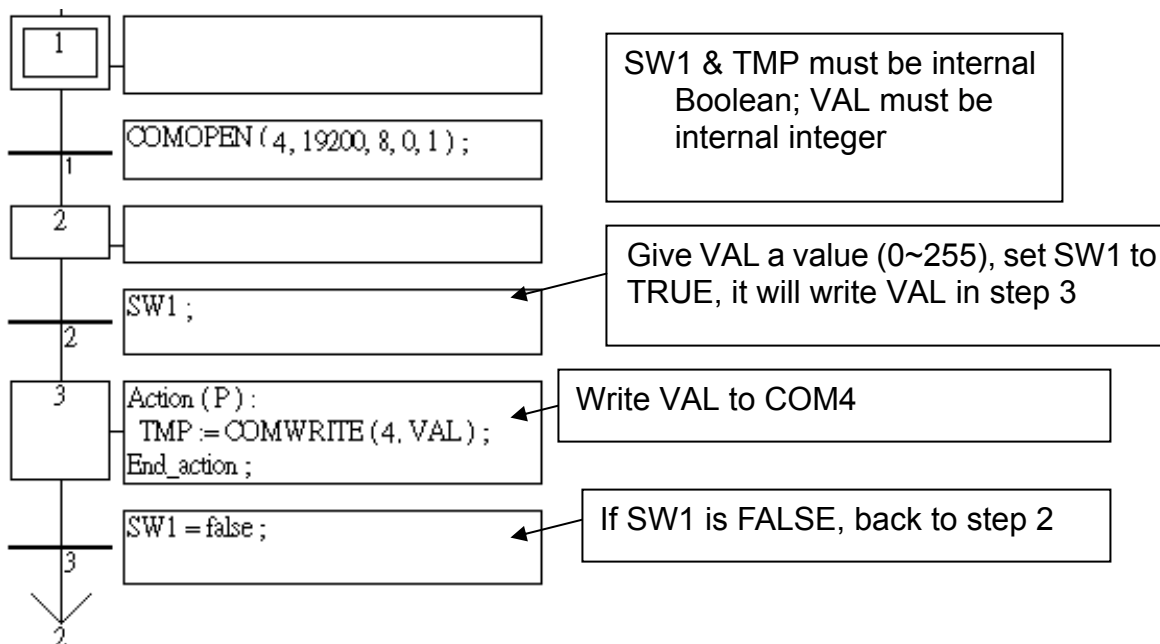 1
SW1 & TMP must be internal
Boolean; VAL must be
internal integer
COMOPEN ( 4, 19200, 8, 0, 1 ) ;
1
2
Give VAL a value (0~255), set SW1 to
TRUE, it will write VAL in step 3
SW1 ;
2
3
Action ( P ) :
TMP := COMWRITE ( 4, VAL ) ;
End_action ;
Write VAL to COM4
SW1 = false ;
If SW1 is FALSE, back to step 2
3
2